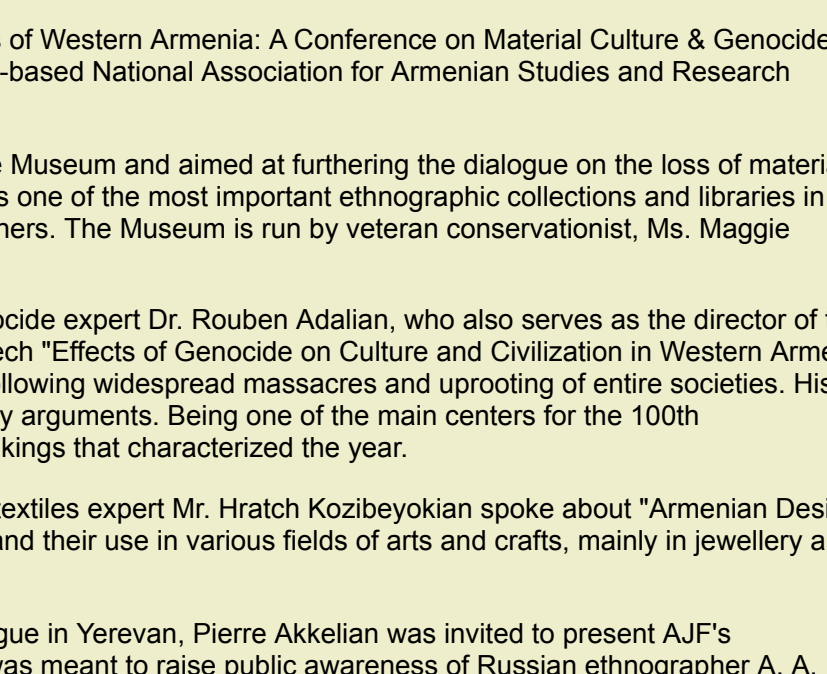 of Western Armenia: A Conference on Material Culture & Genocide
-based National Association for Armenian Studies and Research
Museum and aimed at furthering the dialogue on the loss of materi
s one of the most important ethnographic collections and libraries in
ners. The Museum is run by veteran conservationist, Ms. Maggie
ocide expert Dr. Rouben Adalian, who also serves as the director of
ech "Effects of Genocide on Culture and Civilization in Western Arme
ollowing widespread massacres and uprooting of entire societies. His
y arguments. Being one of the main centers for the 100th
kings that characterized the year.
textiles expert Mr. Hratch Kozibeyokian spoke about "Armenian Desi
and their use in various fields of arts and crafts, mainly in jewellery a
gue in Yerevan, Pierre Akkelian was invited to present AJF's
was meant to raise public awareness of Russian ethnographer A. A.